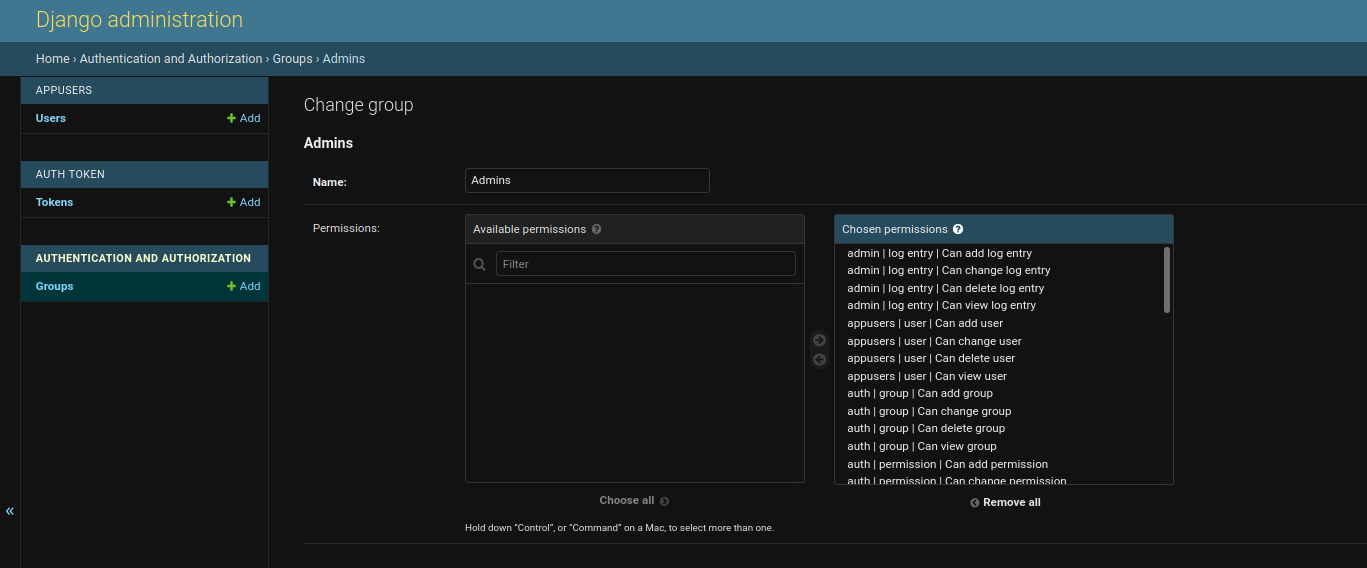 Django administration
Home › Authentication and Authorization › Groups › Admins
APPUSERS
Users
Add
AUTH TOKEN
Tokens
Add
AUTHENTICATION AND AUTHORIZATION
Groups
Add
«
Change group
Admins
Name:
Admins
Permissions:
Available permissions ?
Filter
Choose all
Chosen permissions ?
admin | log entry | Can add log entry
admin | log entry | Can change log entry
admin | log entry | Can delete log entry
admin | log entry | Can view log entry
appusers | user | Can add user
appusers | user | Can change user
appusers | user | Can delete user
appusers | user | Can view user
auth | group | Can add group
auth | group | Can change group
auth | group | Can delete group
auth | group | Can view group
auth | permission | Can add permission
auth | permission | Can change permission
Remove all
Hold down “Control”, or “Command” on a Mac, to select more than one.